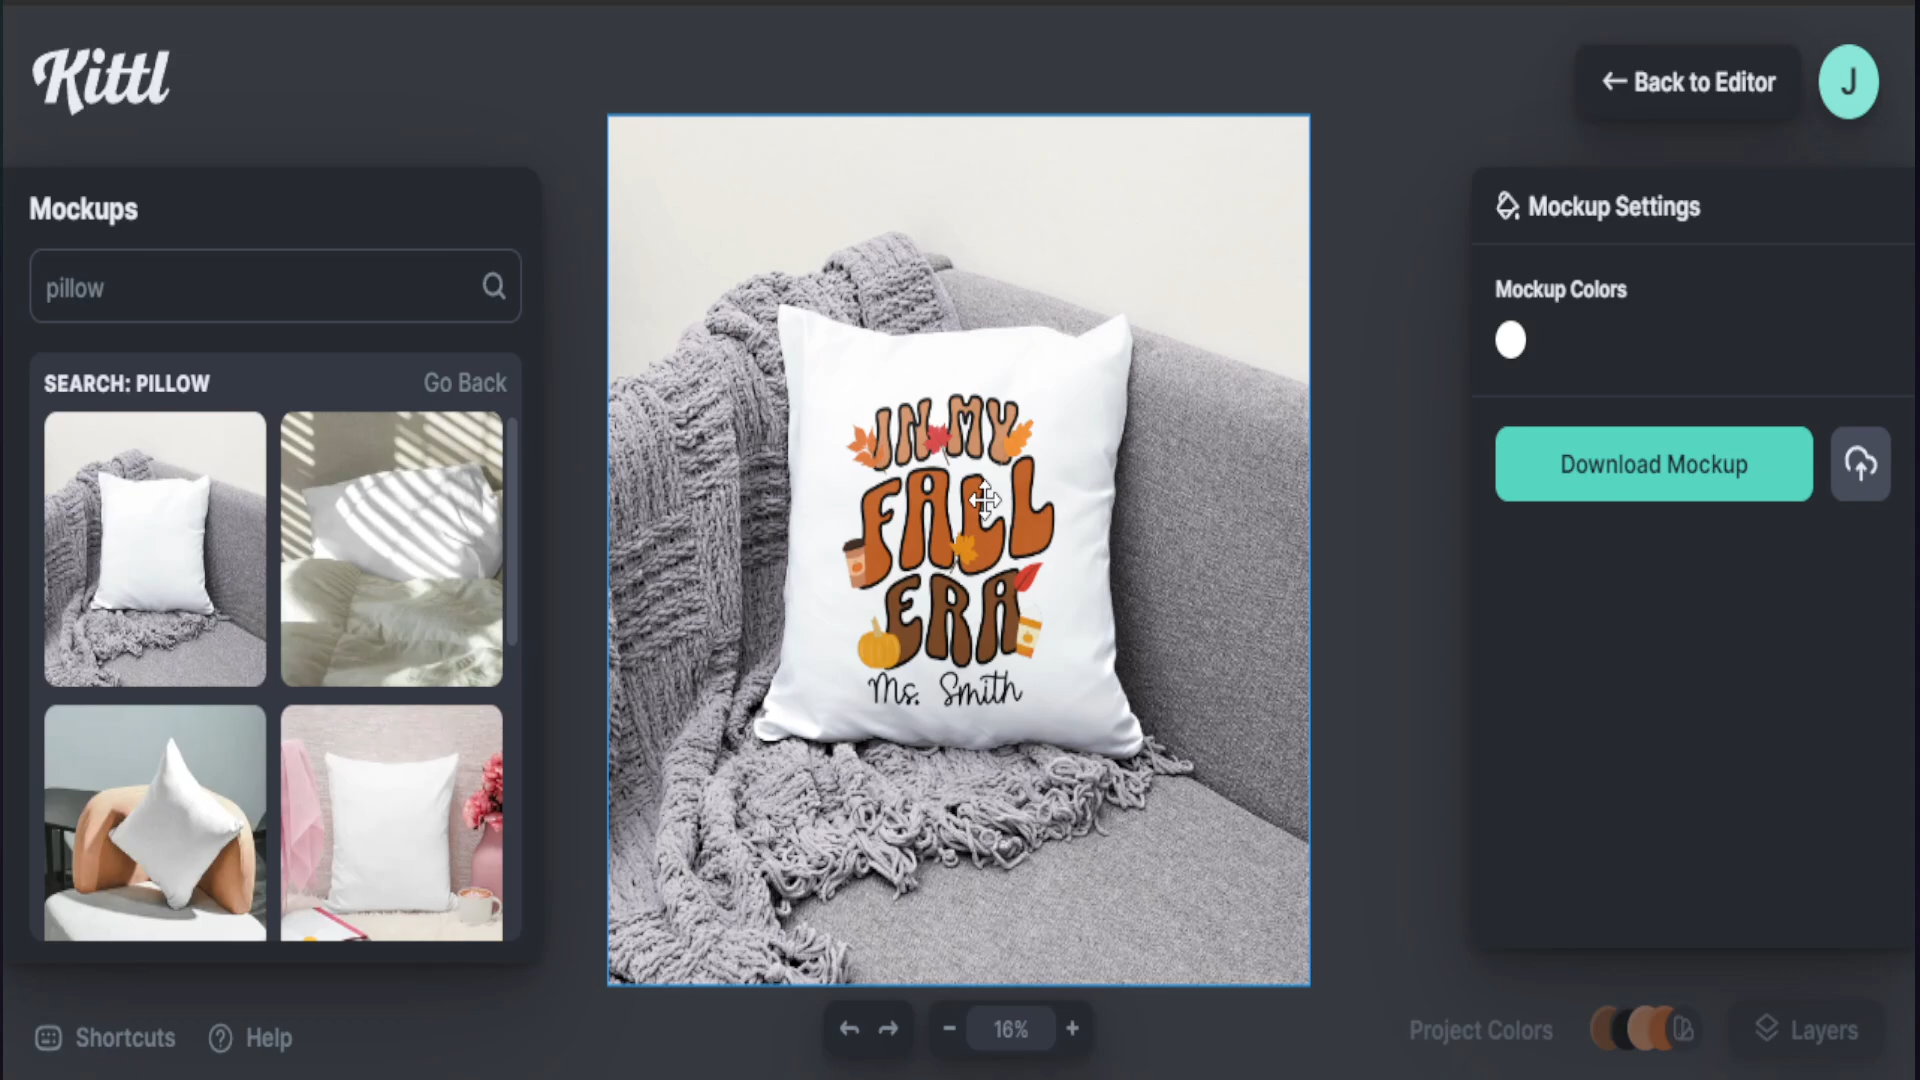 Kittl
← Back to Editor
J
Mockups
pillow
SEARCH: PILLOW
Go Back
IN MY
FALL
ERA
Ms. Smith
Mockup Settings
Mockup Colors
Download Mockup
Shortcuts
Help
16%
Project Colors
Layers